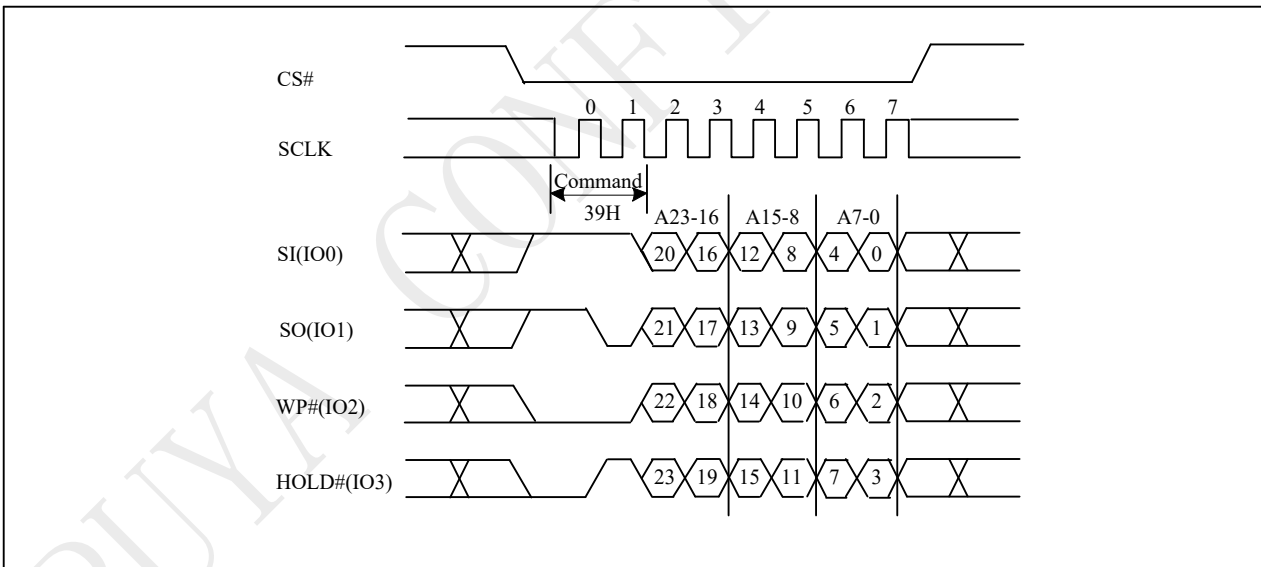 CS#
0 1 2 3 4 5 6 7
SCLK
Command
39H
A23-16 A15-8 A7-0
SI(IO0) 20 16 12 8 4 0
SO(IO1) 21 17 13 9 5 1
WP#(IO2) 22 18 14 10 6 2
HOLD#(IO3) 23 19 15 11 7 3
PUYA CONF